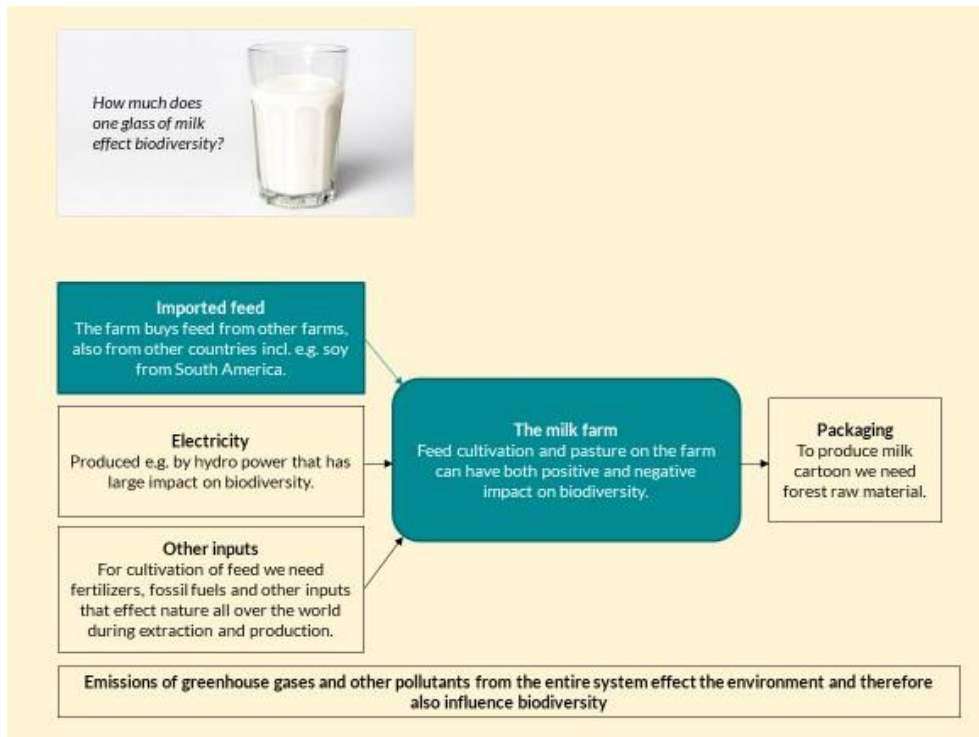 How much does
one glass of milk
effect biodiversity?
Imported feed
The farm buys feed from other farms,
also from other countries incl. e.g. soy
from South America.
Electricity
Produced e.g. by hydro power that has
large impact on biodiversity.
Other inputs
For cultivation of feed we need
fertilizers, fossil fuels and other inputs
that effect nature all over the world
during extraction and production.
The milk farm
Feed cultivation and pasture on the farm
can have both positive and negative
impact on biodiversity.
Packaging
To produce milk
cartoon we need
forest raw material.
Emissions of greenhouse gases and other pollutants from the entire system effect the environment and therefore
also influence biodiversity